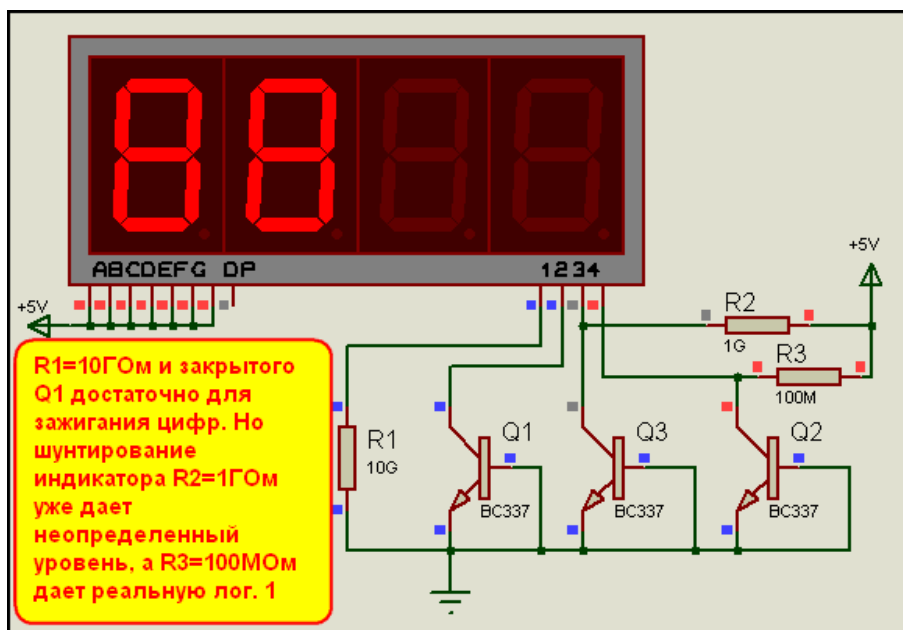 ABCDEFG DP
1234
+5V
+5V
R2
1G
R3
100M
R1=10ГОм и закрытого
Q1 достаточно для
зажигания цифр. Но
шунтирование
индикатора R2=1ГОм
уже дает
неопределенный
уровень, а R3=100МОм
дает реальную лог. 1
R1
10G
Q1
BC337
Q3
BC337
Q2
BC337